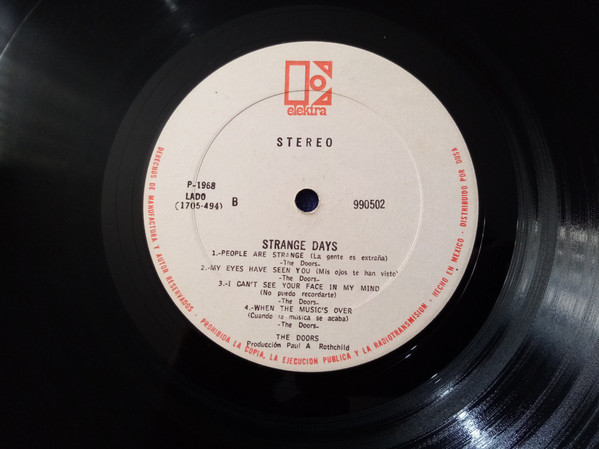 elektra
STEREO
P-1968
LADO B
(1705-494)
990502
STRANGE DAYS
1.-PEOPLE ARE STRANGE (La gente es extraña)
-The Doors-
2.-MY EYES HAVE SEEN YOU (Mis ojos te han visto)
-The Doors-
3.-I CAN'T SEE YOUR FACE IN MY MIND
(No puedo recordarte)
-The Doors-
4.-WHEN THE MUSIC'S OVER
(Cuando la música se acaba)
-The Doors-
THE DOORS
Producción Paul A Rothchild
DERECHOS DE MANUFACTURA Y AUTOR RESERVADOS - PROHIBIDA LA COPIA, LA EJECUCION PUBLICA Y LA RADIOTRANSMISION - HECHO EN MEXICO - DISTRIBUIDO POR DUSA